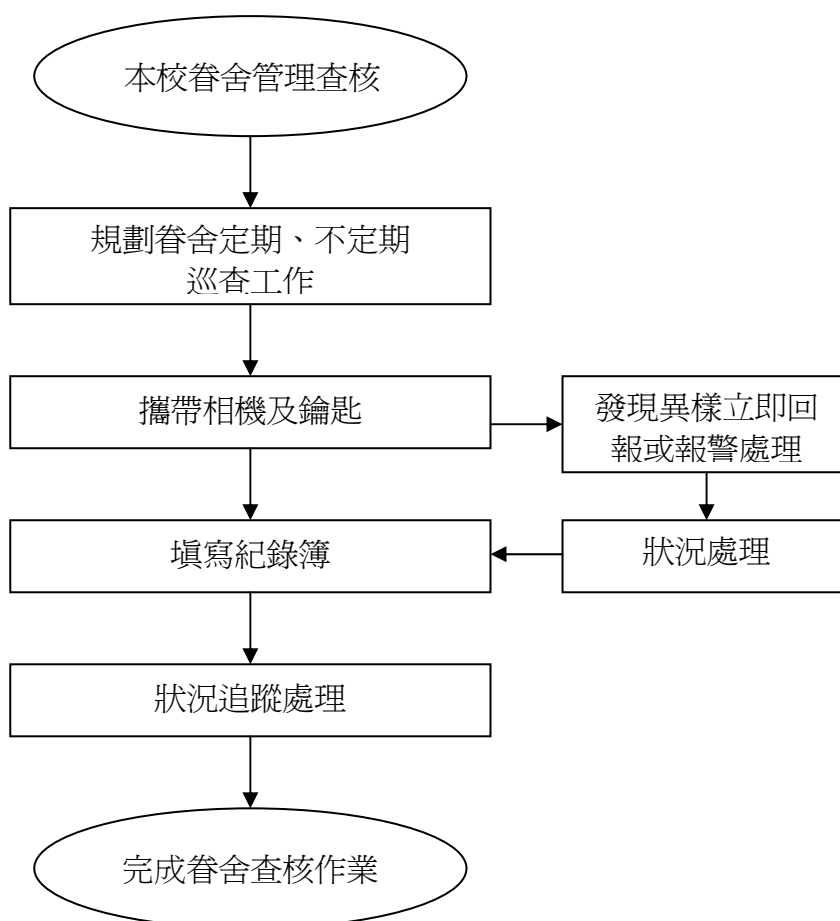 本校眷舍管理查核
規劃眷舍定期、不定期
巡查工作
攜帶相機及鑰匙
發現異樣立即回
報或報警處理
填寫紀錄簿
狀況處理
狀況追蹤處理
完成眷舍查核作業